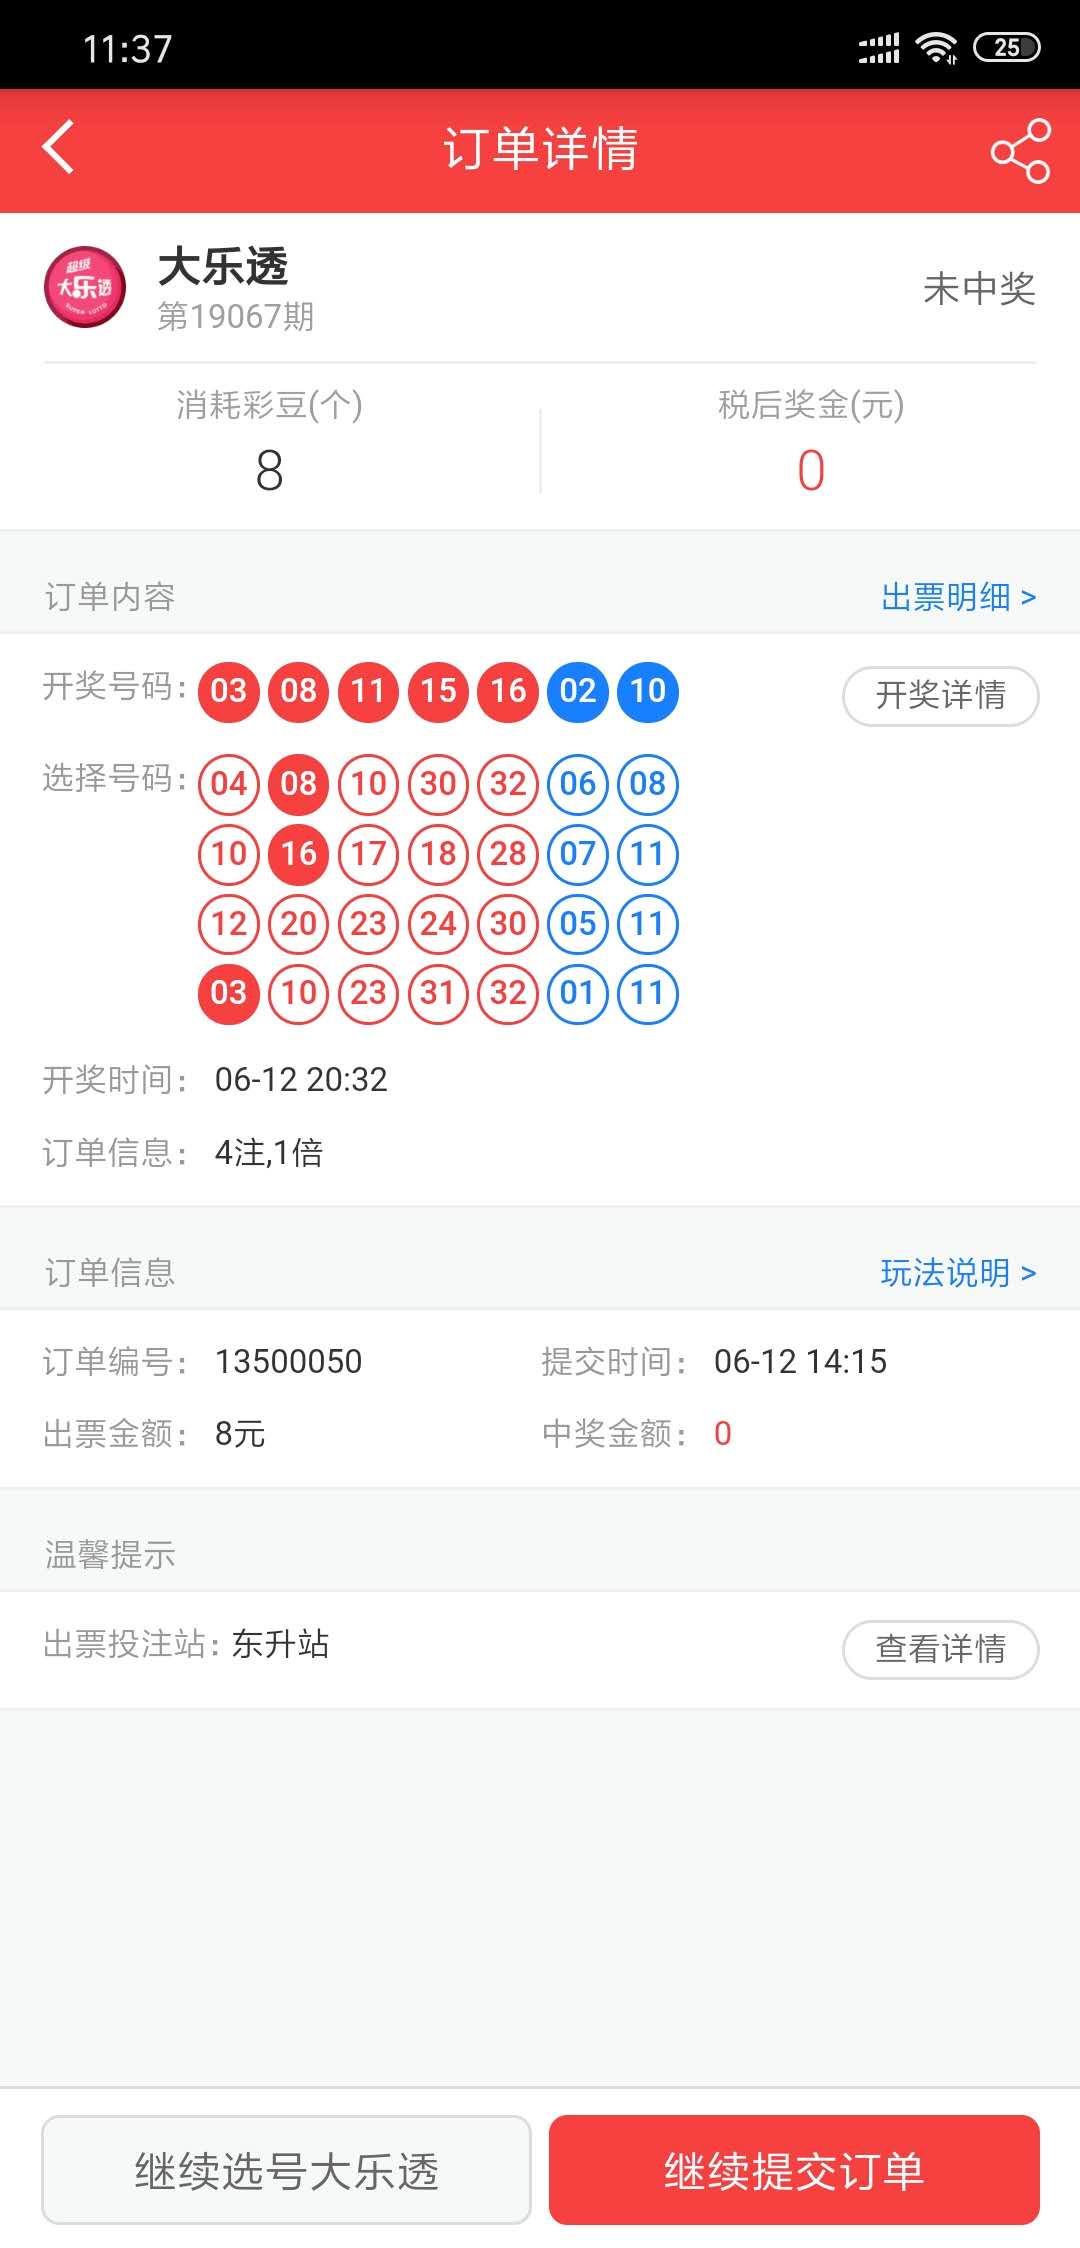 11:37
25
订单详情
超级
大乐透
SUPER LOTTO
大乐透
第19067期
未中奖
消耗彩豆(个)
税后奖金(元)
8
0
订单内容
出票明细 >
开奖号码: 03 08 11 15 16 02 10
开奖详情
选择号码: 04 08 10 30 32 06 08
10 16 17 18 28 07 11
12 20 23 24 30 05 11
03 10 23 31 32 01 11
开奖时间: 06-12 20:32
订单信息: 4注,1倍
订单信息
玩法说明 >
订单编号: 13500050
提交时间: 06-12 14:15
出票金额: 8元
中奖金额: 0
温馨提示
出票投注站: 东升站
查看详情
继续选号大乐透
继续提交订单